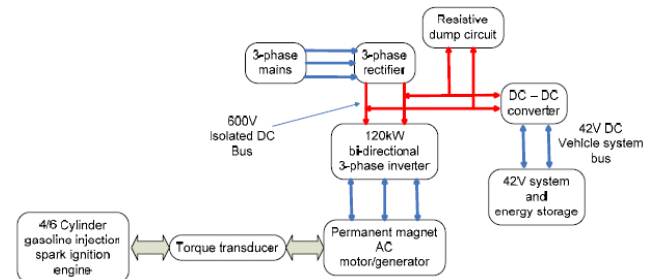 Resistive
dump circuit
3-phase
mains
3-phase
rectifier
DC – DC
converter
600V
Isolated DC
Bus
42V DC
Vehicle system
bus
120kW
bi-directional
3-phase inverter
42V system
and
energy storage
4/6 Cylinder
gasoline injection
spark ignition
engine
Torque transducer
Permanent magnet
AC
motor/generator